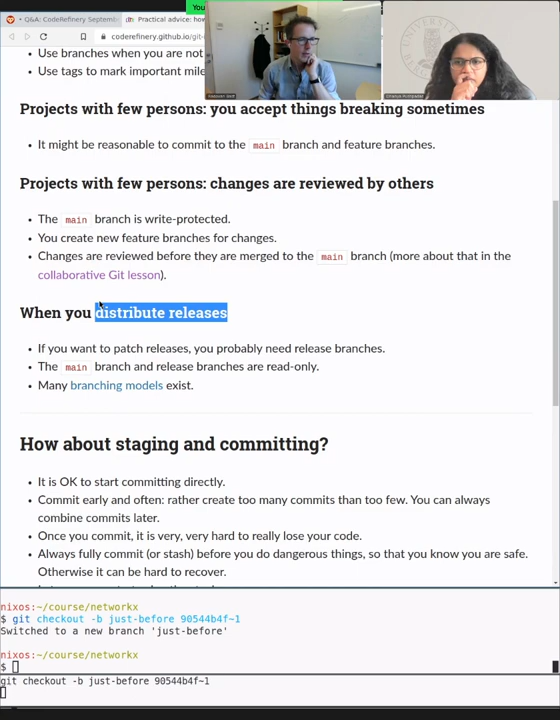 You
Q&A: CodeRefinery Septemb
Practical advice: how
coderefinery.github.io/git-
Use branches when you are not
Use tags to mark important mile
Projects with few persons: you accept things breaking sometimes
It might be reasonable to commit to the main branch and feature branches.
Projects with few persons: changes are reviewed by others
The main branch is write-protected.
You create new feature branches for changes.
Changes are reviewed before they are merged to the main branch (more about that in the
collaborative Git lesson).
When you distribute releases
If you want to patch releases, you probably need release branches.
The main branch and release branches are read-only.
Many branching models exist.
How about staging and committing?
It is OK to start committing directly.
Commit early and often: rather create too many commits than too few. You can always
combine commits later.
Once you commit, it is very, very hard to really lose your code.
Always fully commit (or stash) before you do dangerous things, so that you know you are safe.
Otherwise it can be hard to recover.
nixos:~/course/networkx
$ git checkout -b just-before 90544b4f~1
Switched to a new branch 'just-before'
nixos:~/course/networkx
$
git checkout -b just-before 90544b4f~1